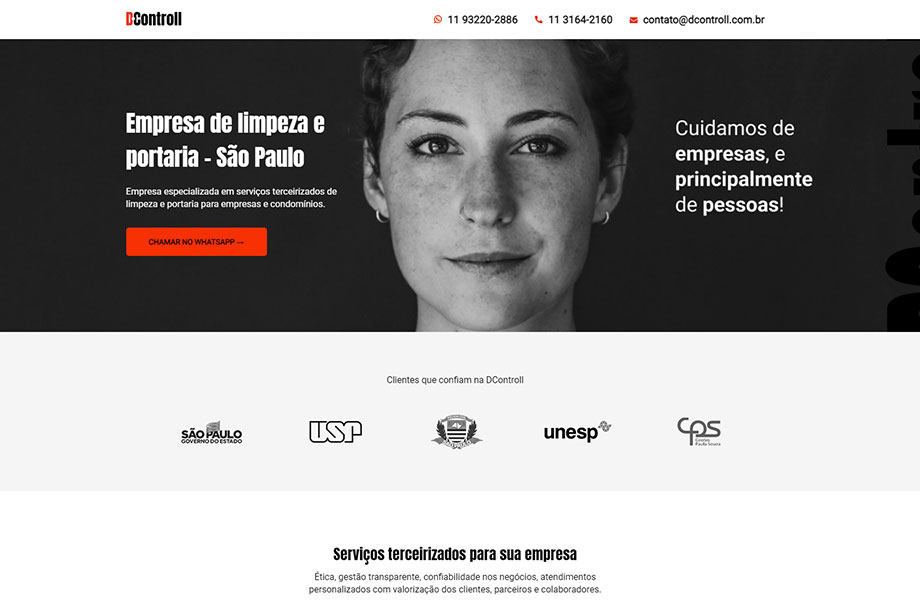 DControll
11 93220-2886
11 3164-2160
contato@dcontroll.com.br
Empresa de limpeza e
portaria - São Paulo
Empresa especializada em serviços terceirizados de
limpeza e portaria para empresas e condomínios.
CHAMAR NO WHATSAPP →
Cuidamos de
empresas, e
principalmente
de pessoas!
Clientes que confiam na DControll
SÃO PAULO
GOVERNO DO ESTADO
USP
unesp
cps
Centro
Paula Souza
Serviços terceirizados para sua empresa
Ética, gestão transparente, confiabilidade nos negócios, atendimentos
personalizados com valorização dos clientes, parceiros e colaboradores.